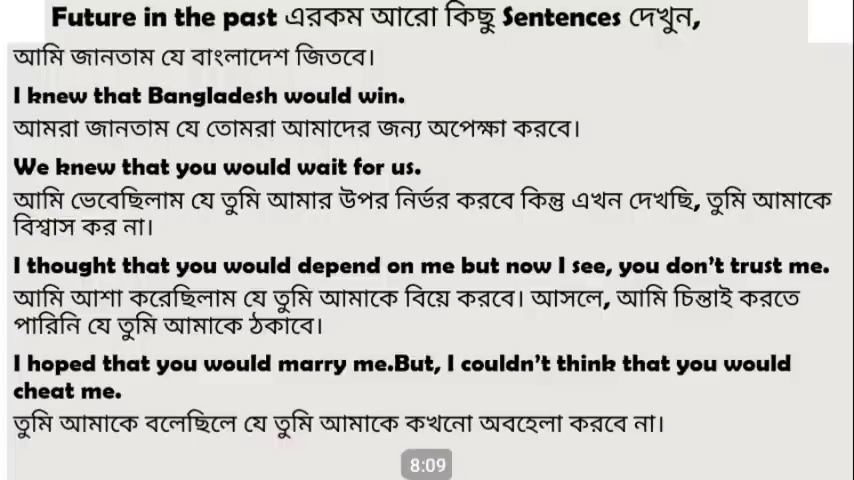 Future in the past এরকম আরো কিছু Sentences দেখুন,
আমি জানতাম যে বাংলাদেশ জিতবে।
I knew that Bangladesh would win.
আমরা জানতাম যে তোমরা আমাদের জন্য অপেক্ষা করবে।
We knew that you would wait for us.
আমি ভেবেছিলাম যে তুমি আমার উপর নির্ভর করবে কিন্তু এখন দেখছি, তুমি আমাকে
বিশ্বাস কর না।
I thought that you would depend on me but now I see, you don’t trust me.
আমি আশা করেছিলাম যে তুমি আমাকে বিয়ে করবে। আসলে, আমি চিন্তাই করতে
পারিনি যে তুমি আমাকে ঠকাবে।
I hoped that you would marry me.But, I couldn’t think that you would
cheat me.
তুমি আমাকে বলেছিলে যে তুমি আমাকে কখনো অবহেলা করবে না।
8:09